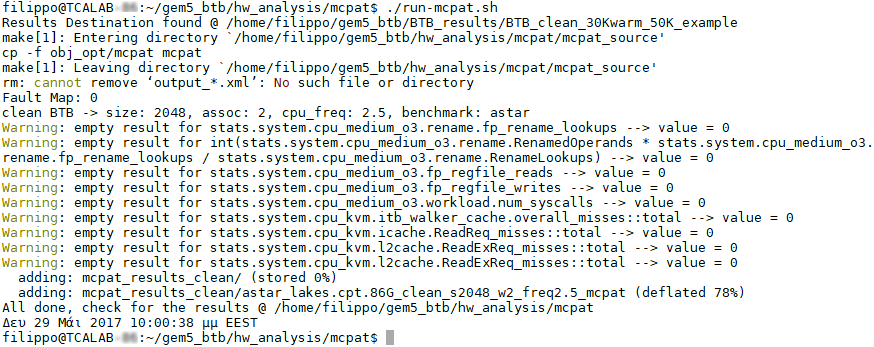 filippo@TCALAB:~/gem5_btb/hw_analysis/mcpat$ ./run-mcpat.sh
Results Destination found @ /home/filippo/gem5_btb/BTB_results/BTB_clean_30Kwarm_50K_example
make[1]: Entering directory `/home/filippo/gem5_btb/hw_analysis/mcpat/mcpat_source'
cp -f obj_opt/mcpat mcpat
make[1]: Leaving directory `/home/filippo/gem5_btb/hw_analysis/mcpat/mcpat_source'
rm: cannot remove ‘output_*.xml’: No such file or directory
Fault Map: 0
clean BTB -> size: 2048, assoc: 2, cpu_freq: 2.5, benchmark: astar
Warning: empty result for stats.system.cpu_medium_o3.rename.fp_rename_lookups --> value = 0
Warning: empty result for int(stats.system.cpu_medium_o3.rename.RenamedOperands * stats.system.cpu_medium_o3.
rename.fp_rename_lookups / stats.system.cpu_medium_o3.rename.RenameLookups) --> value = 0
Warning: empty result for stats.system.cpu_medium_o3.fp_regfile_reads --> value = 0
Warning: empty result for stats.system.cpu_medium_o3.fp_regfile_writes --> value = 0
Warning: empty result for stats.system.cpu_medium_o3.workload.num_syscalls --> value = 0
Warning: empty result for stats.system.cpu_kvm.itb_walker_cache.overall_misses::total --> value = 0
Warning: empty result for stats.system.cpu_kvm.icache.ReadReq_misses::total --> value = 0
Warning: empty result for stats.system.cpu_kvm.l2cache.ReadExReq_misses::total --> value = 0
Warning: empty result for stats.system.cpu_kvm.l2cache.ReadExReq_misses::total --> value = 0
  adding: mcpat_results_clean/ (stored 0%)
  adding: mcpat_results_clean/astar_lakes.cpt.86G_clean_s2048_w2_freq2.5_mcpat (deflated 78%)
All done, check for the results @ /home/filippo/gem5_btb/hw_analysis/mcpat
Δευ 29 Μάι 2017 10:00:38 μμ EEST
filippo@TCALAB:~/gem5_btb/hw_analysis/mcpat$